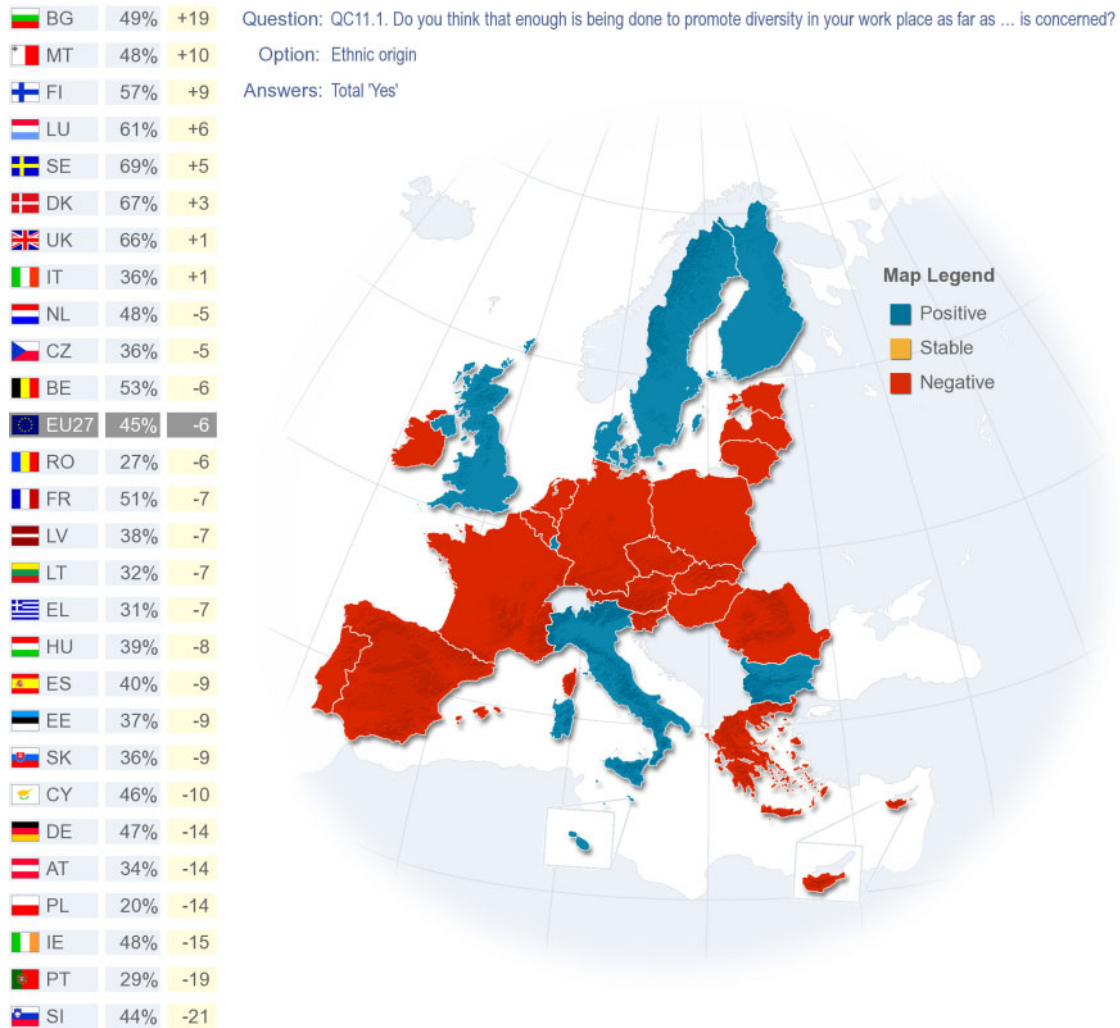 Question: QC11.1. Do you think that enough is being done to promote diversity in your work place as far as ... is concerned?
Option: Ethnic origin
Answers: Total 'Yes'
BG 49% +19
MT 48% +10
FI 57% +9
LU 61% +6
SE 69% +5
DK 67% +3
UK 66% +1
IT 36% +1
NL 48% -5
CZ 36% -5
BE 53% -6
EU27 45% -6
RO 27% -6
FR 51% -7
LV 38% -7
LT 32% -7
EL 31% -7
HU 39% -8
ES 40% -9
EE 37% -9
SK 36% -9
CY 46% -10
DE 47% -14
AT 34% -14
PL 20% -14
IE 48% -15
PT 29% -19
SI 44% -21
Map Legend
Positive
Stable
Negative